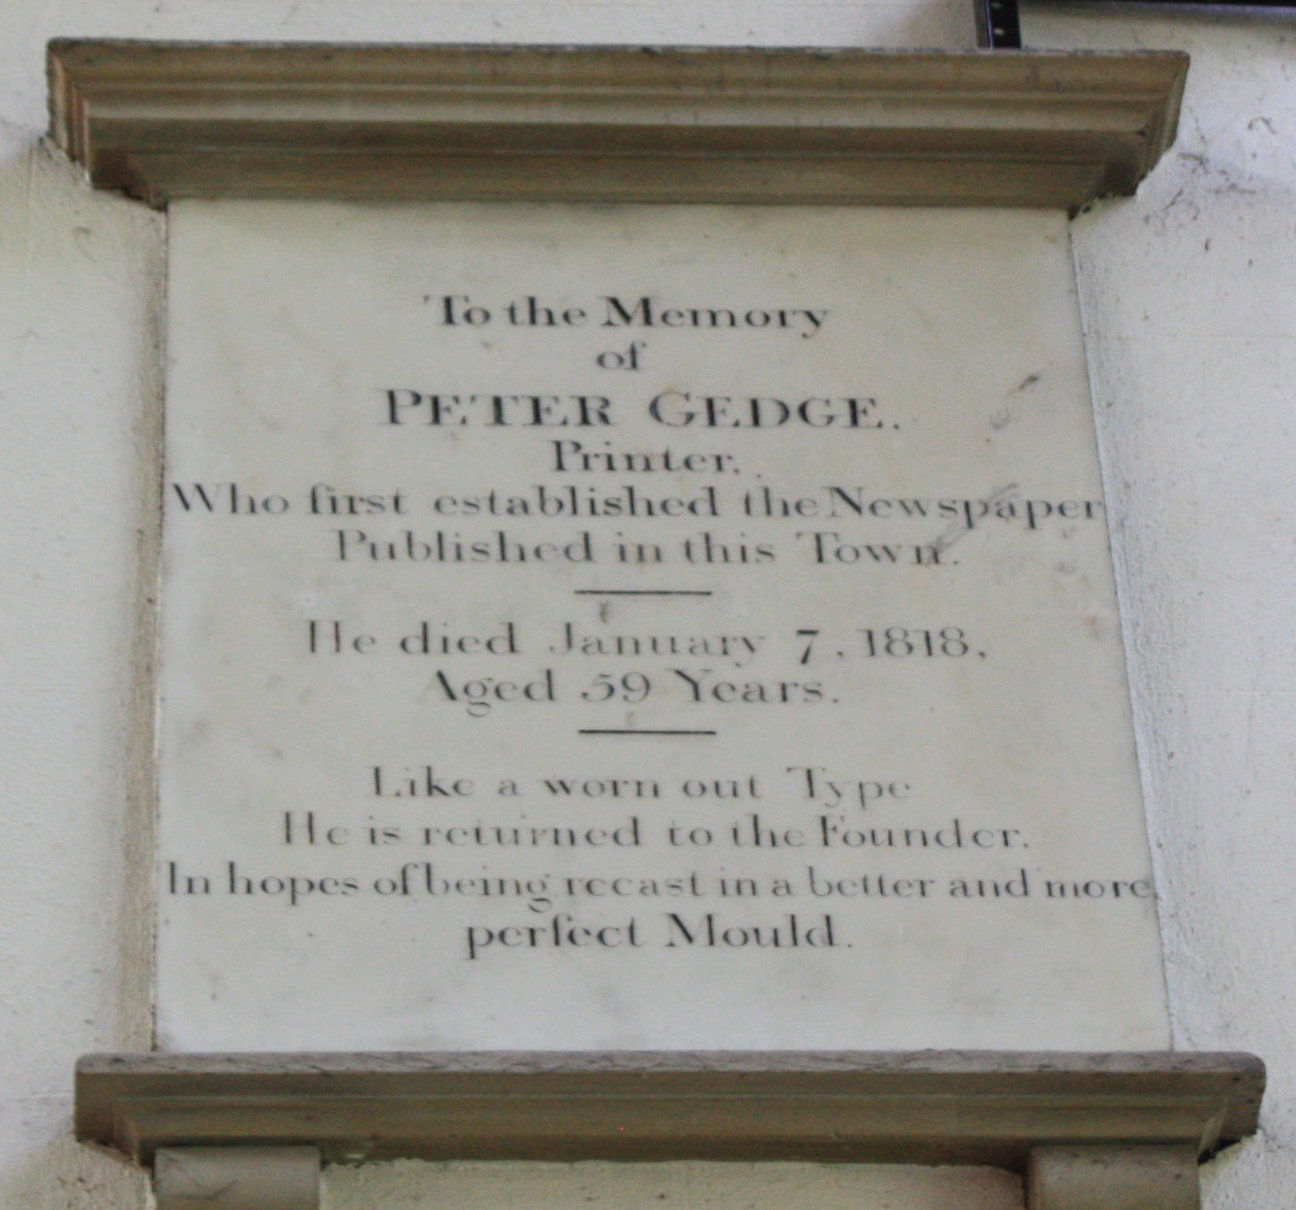 To the Memory
of
PETER GEDGE.
Printer.
Who first established the Newspaper
Published in this Town.
He died January 7, 1818,
Aged 59 Years.
Like a worn out Type
He is returned to the Founder.
In hopes of being recast in a better and more
perfect Mould.